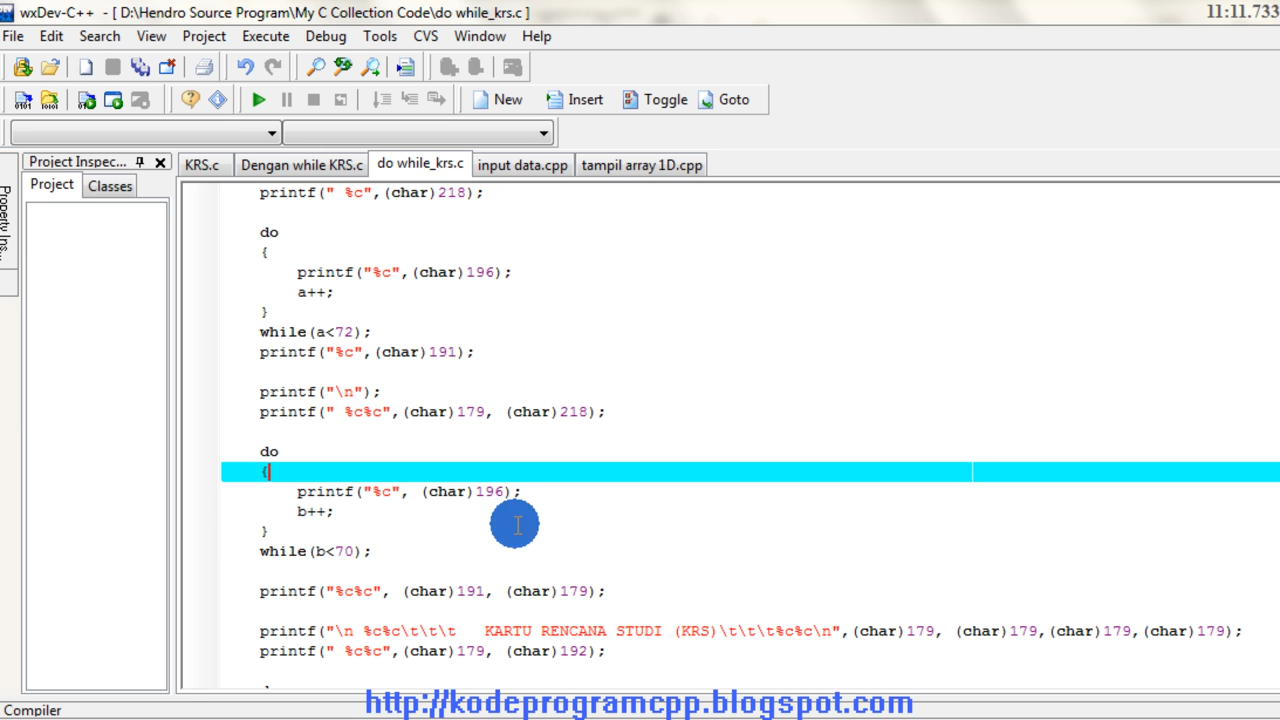 wxDev-C++ - [ D:\Hendro Source Program\My C Collection Code\do while_krs.c ]
11:11.733
File Edit Search View Project Execute Debug Tools CVS Window Help
New Insert Toggle Goto
Project Inspec...
Project Classes
Property Ins...
KRS.c Dengan while KRS.c do while_krs.c input data.cpp tampil array 1D.cpp
printf(" %c",(char)218);
do
{
printf("%c",(char)196);
a++;
}
while(a<72);
printf("%c",(char)191);
printf("\n");
printf(" %c%c",(char)179, (char)218);
do
{
printf("%c", (char)196);
b++;
}
while(b<70);
printf("%c%c", (char)191, (char)179);
printf("\n %c%c\t\t\t   KARTU RENCANA STUDI (KRS)\t\t\t%c%c\n",(char)179, (char)179,(char)179,(char)179);
printf(" %c%c",(char)179, (char)192);
Compiler
http://kodeprogramcpp.blogspot.com